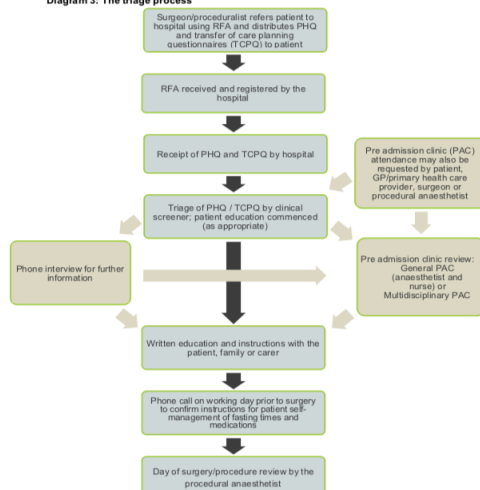 Diagram 3: The triage process
Surgeon/proceduralist refers patient to
hospital using RFA and distributes PHQ
and transfer of care planning
questionnaires (TCPQ) to patient
RFA received and registered by the
hospital
Receipt of PHQ and TCPQ by hospital
Pre admission clinic (PAC)
attendance may also be
requested by patient,
GP/primary health care
provider, surgeon or
procedural anaesthetist
Triage of PHQ / TCPQ by clinical
screener; patient education commenced
(as appropriate)
Phone interview for further
information
Pre admission clinic review:
General PAC
(anaesthetist and
nurse) or
Multidisciplinary PAC
Written education and instructions with the
patient, family or carer
Phone call on working day prior to surgery
to confirm instructions for patient self-
management of fasting times and
medications
Day of surgery/procedure review by the
procedural anaesthetist